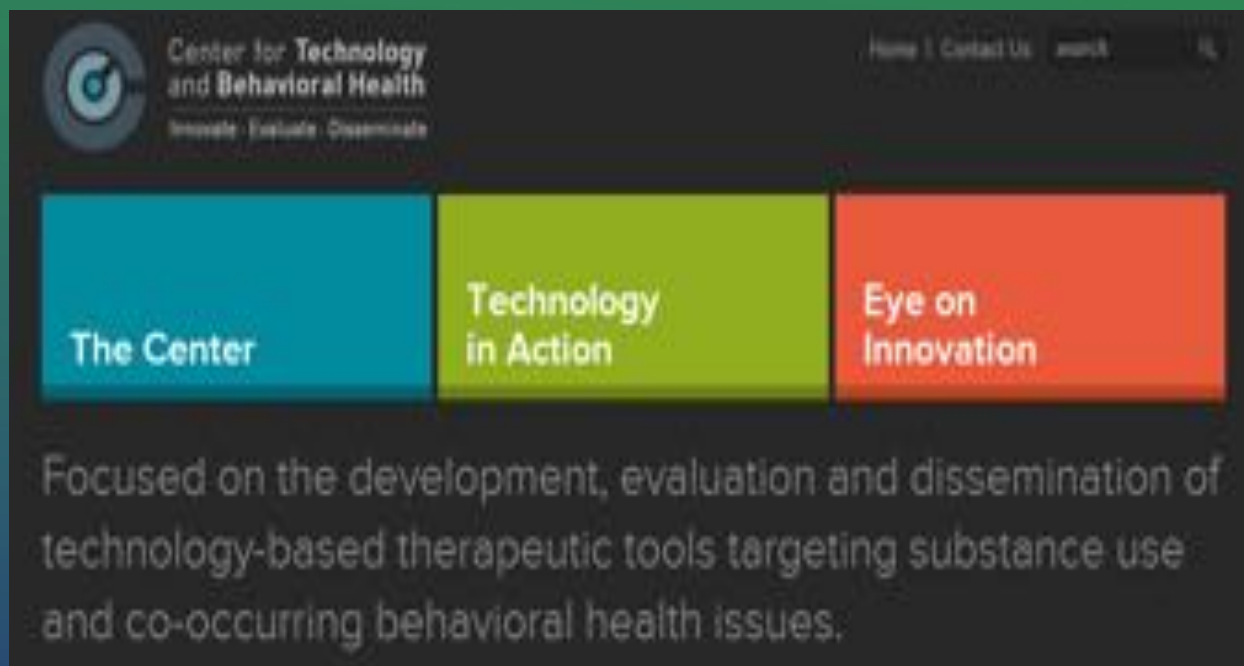 Center for Technology
and Behavioral Health
Innovate Evaluate Disseminate
Home | Contact Us search
The Center
Technology
in Action
Eye on
Innovation
Focused on the development, evaluation and dissemination of
technology-based therapeutic tools targeting substance use
and co-occurring behavioral health issues.